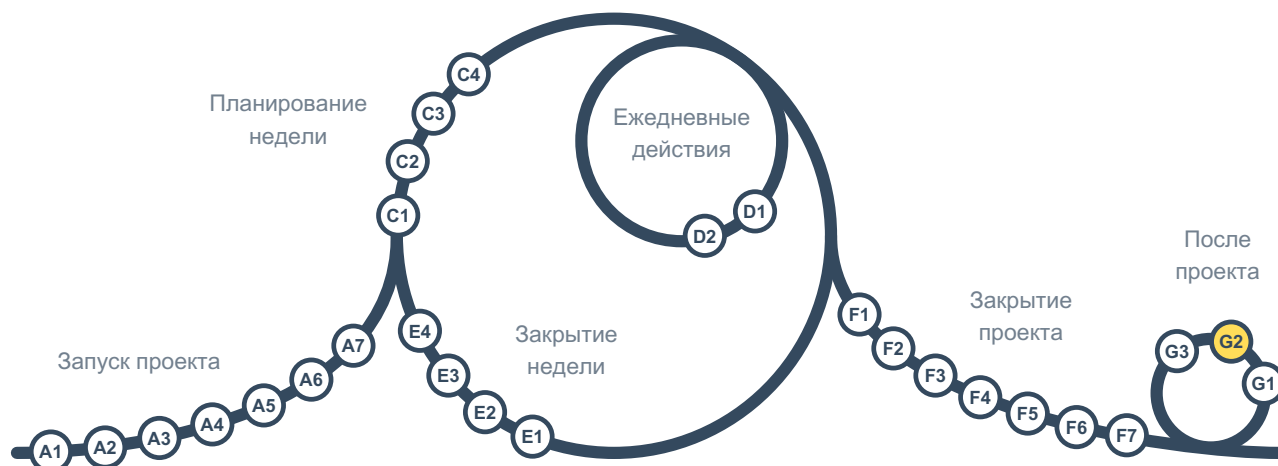 Запуск проекта
A1
A2
A3
A4
A5
A6
A7
Планирование
недели
C1
C2
C3
C4
Ежедневные
действия
D1
D2
Закрытие
недели
E1
E2
E3
E4
Закрытие
проекта
F1
F2
F3
F4
F5
F6
F7
После
проекта
G1
G2
G3